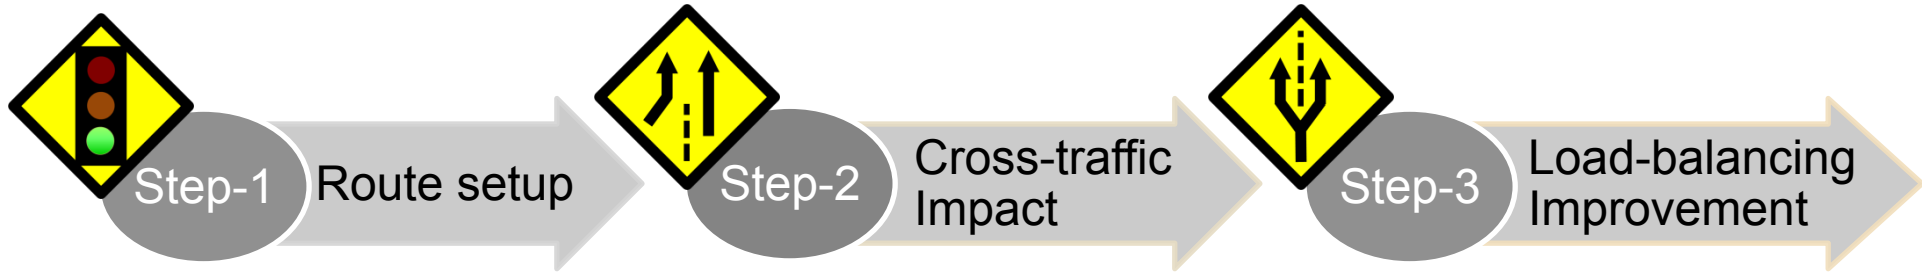 Step-1
Route setup
Step-2
Cross-traffic
Impact
Step-3
Load-balancing
Improvement